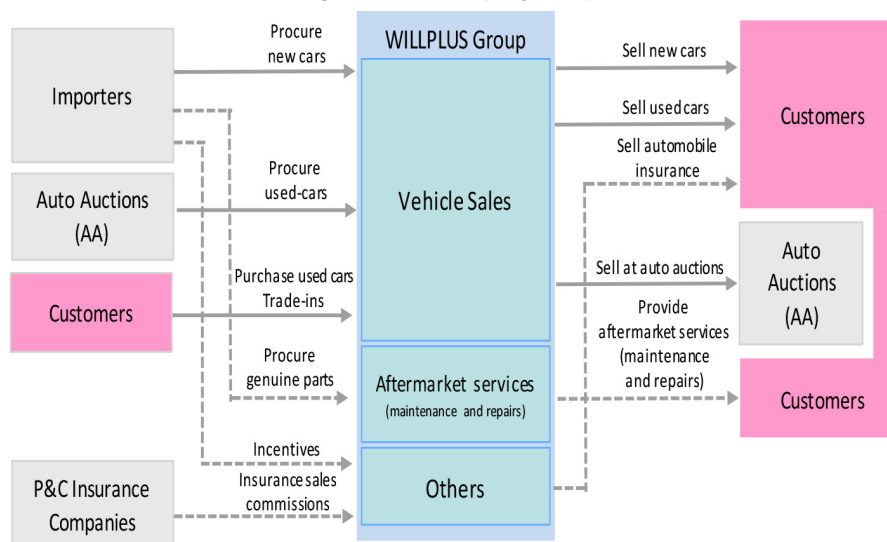 Importers
Auto Auctions
(AA)
Customers
P&C Insurance
Companies
Procure
new cars
Procure
used-cars
Purchase used cars
Trade-ins
Procure
genuine parts
Incentives
Insurance sales
commissions
WILLPLUS Group
Vehicle Sales
Aftermarket services
(maintenance and repairs)
Others
Sell new cars
Sell used cars
Sell automobile
insurance
Sell at auto auctions
Provide
aftermarket services
(maintenance
and repairs)
Customers
Auto
Auctions
(AA)
Customers